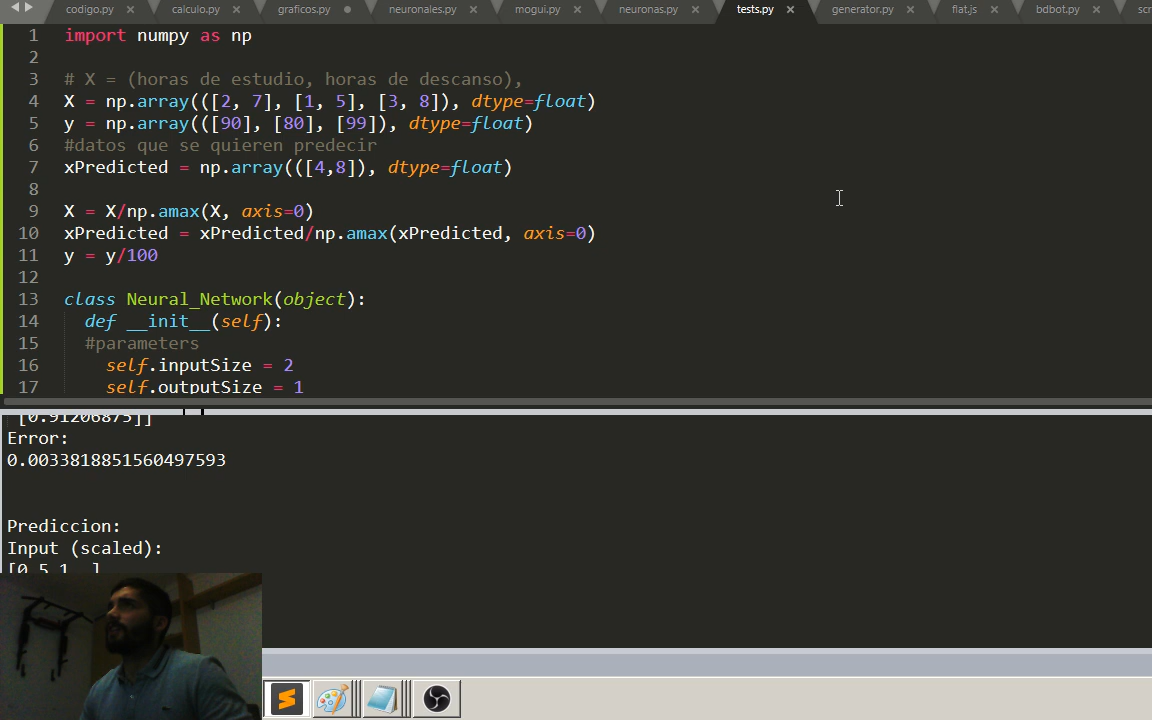 codigo.py
calculo.py
graficos.py
neuronales.py
mogui.py
neuronas.py
tests.py
generator.py
flat.js
bdbot.py
1 import numpy as np
2
3 # X = (horas de estudio, horas de descanso),
4 X = np.array(([2, 7], [1, 5], [3, 8]), dtype=float)
5 y = np.array(([90], [80], [99]), dtype=float)
6 #datos que se quieren predecir
7 xPredicted = np.array(([4,8]), dtype=float)
8
9 X = X/np.amax(X, axis=0)
10 xPredicted = xPredicted/np.amax(xPredicted, axis=0)
11 y = y/100
12
13 class Neural_Network(object):
14 def __init__(self):
15 #parameters
16 self.inputSize = 2
17 self.outputSize = 1
[0.91206875]]
Error:
0.0033818851560497593
Prediccion:
Input (scaled):
[0.5 1. ]